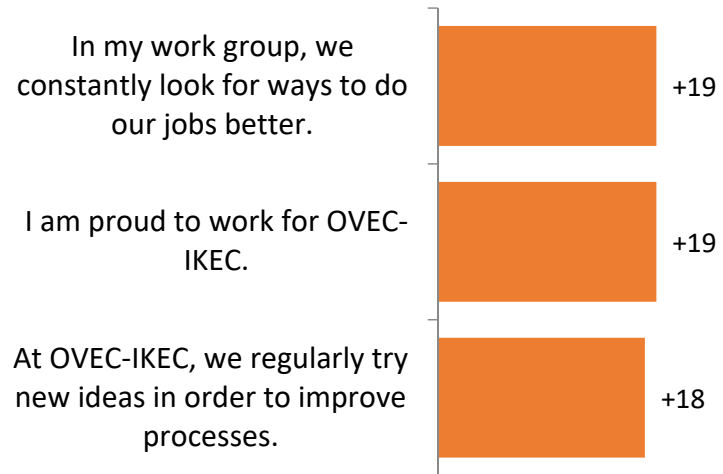 In my work group, we
constantly look for ways to do
our jobs better.
+19
I am proud to work for OVEC-
IKEC.
+19
At OVEC-IKEC, we regularly try
new ideas in order to improve
processes.
+18